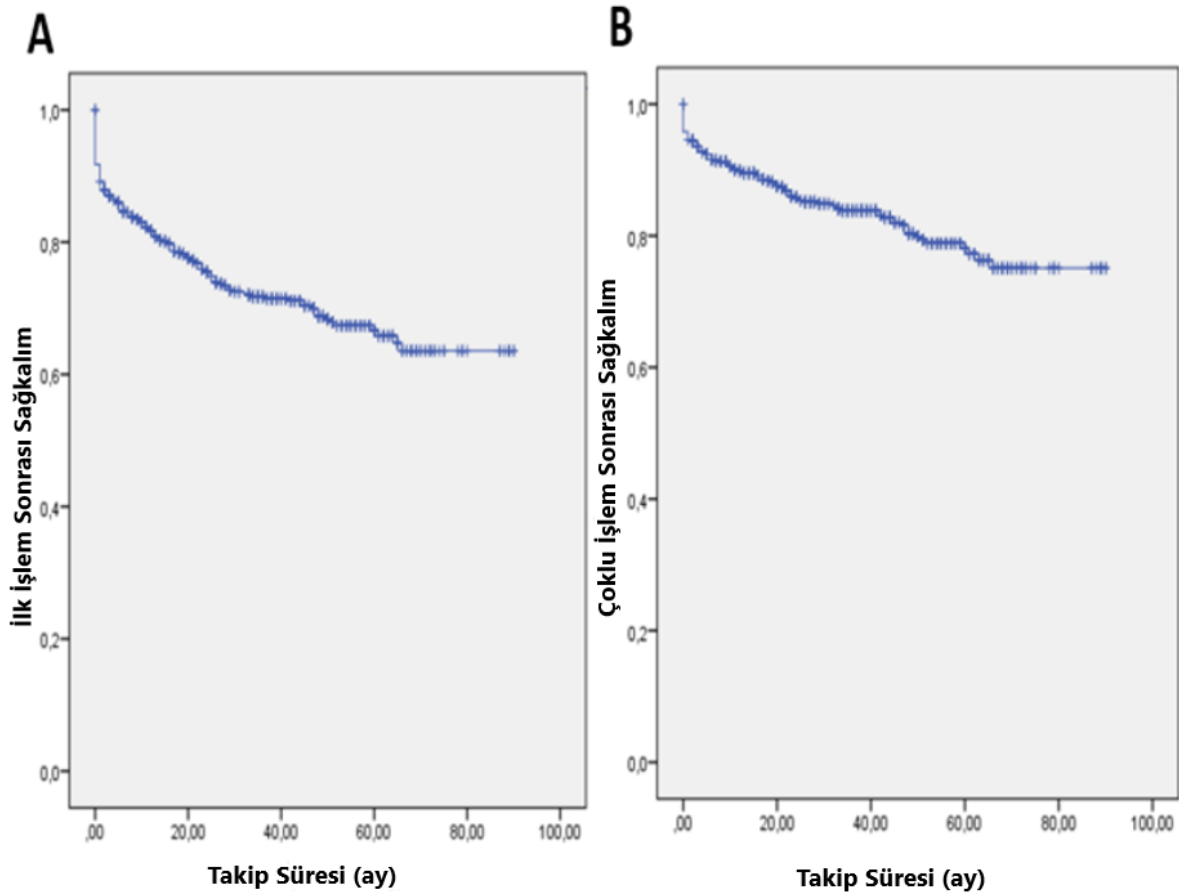 A
İlk İşlem Sonrası Sağkalım
1,0
0,8
0,6
0,4
0,2
0,0
,00 20,00 40,00 60,00 80,00 100,00
Takip Süresi (ay)
B
Çoklu İşlem Sonrası Sağkalım
1,0
0,8
0,6
0,4
0,2
0,0
,00 20,00 40,00 60,00 80,00 100,00
Takip Süresi (ay)